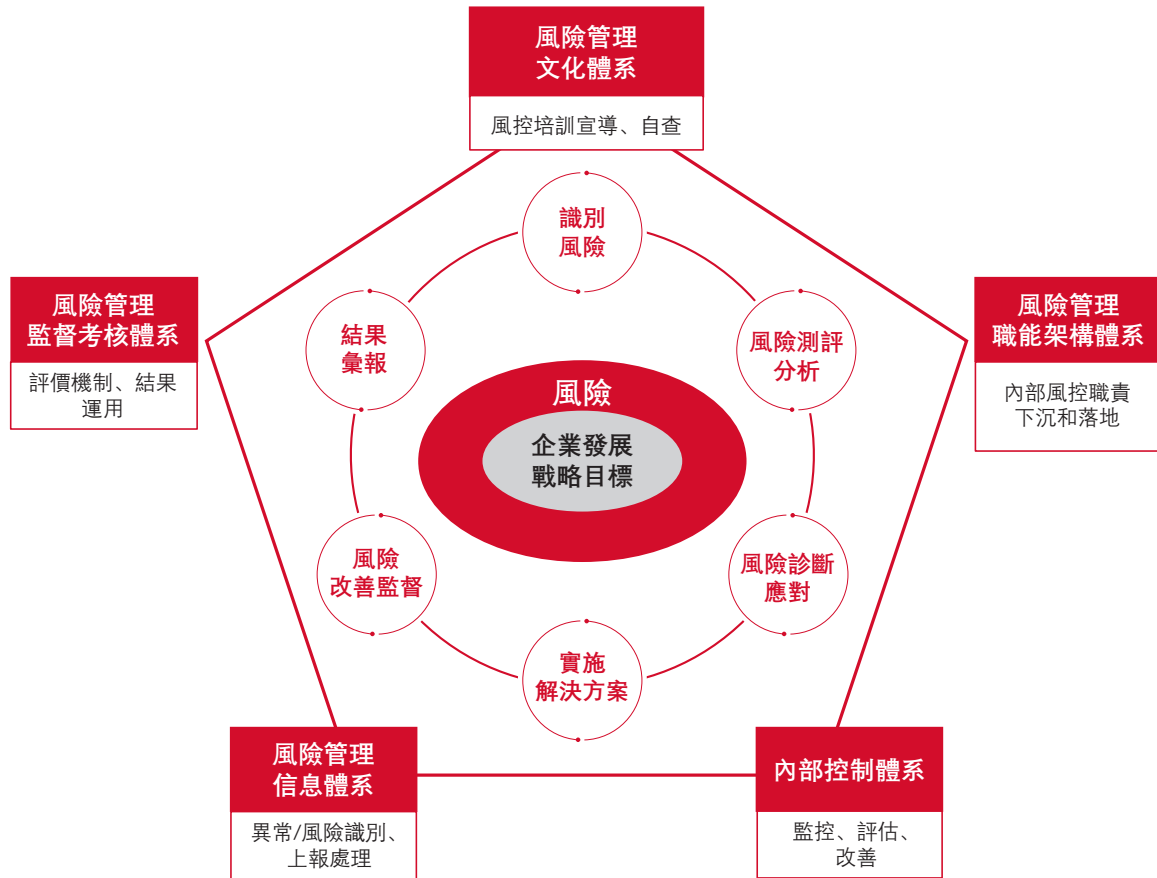 風險管理
文化體系
風控培訓宣導、自查
識別
風險
風險管理
監督考核體系
評價機制、結果
運用
結果
彙報
風險測評
分析
風險管理
職能架構體系
內部風控職責
下沉和落地
風險
企業發展
戰略目標
風險
改善監督
風險診斷
應對
實施
解決方案
風險管理
信息體系
異常/風險識別、
上報處理
內部控制體系
監控、評估、
改善